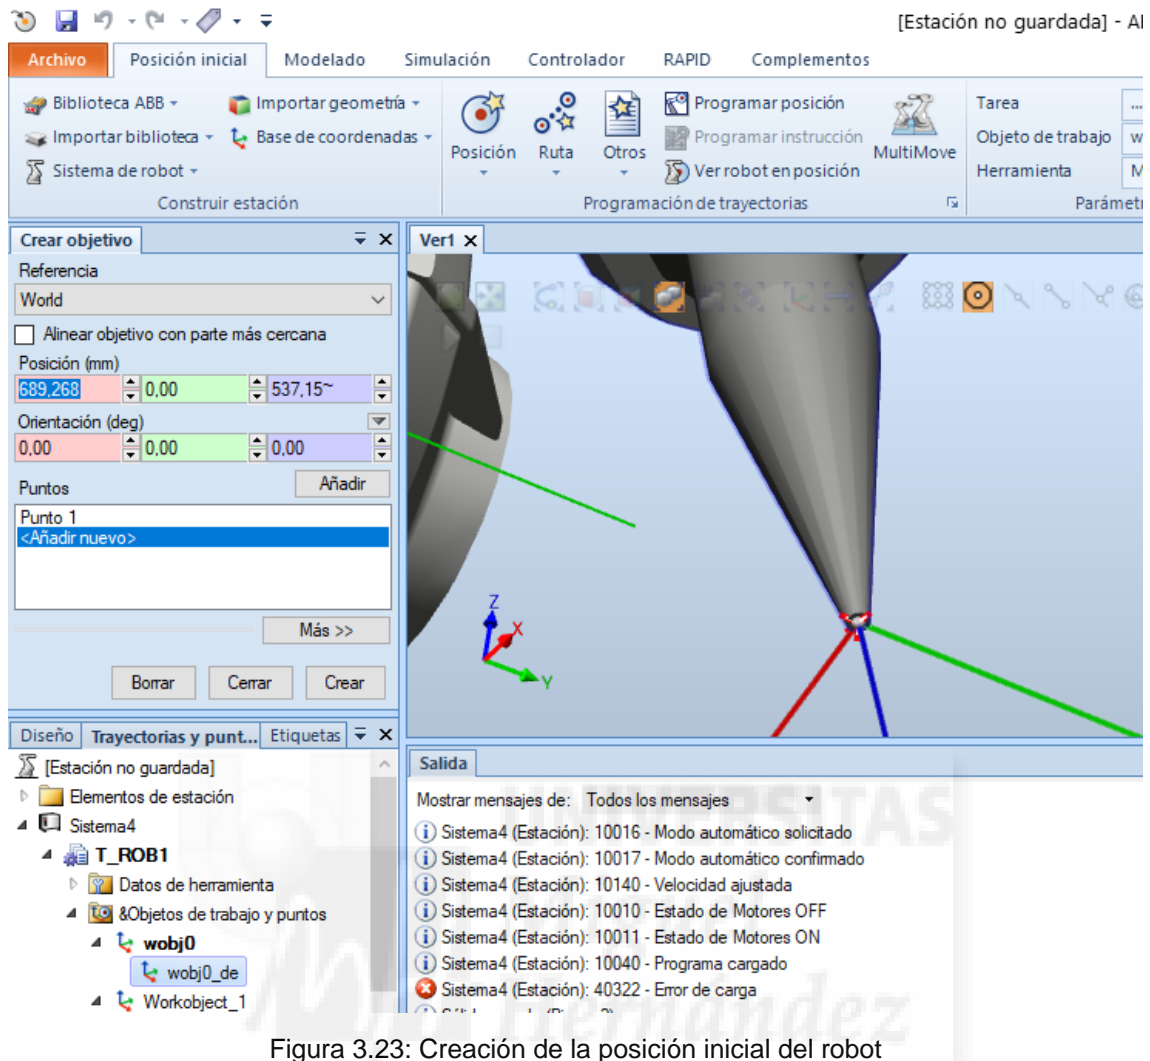 [Estación no guardada] - AI
Archivo Posición inicial Modelado Simulación Controlador RAPID Complementos
Biblioteca ABB Importar geometría
Importar biblioteca Base de coordenadas
Sistema de robot
Construir estación
Posición Ruta Otros
Programar posición
Programar instrucción
Ver robot en posición
MultiMove
Programación de trayectorias
Tarea ...
Objeto de trabajo w
Herramienta M
Parámetr
Crear objetivo
Referencia
World
Alinear objetivo con parte más cercana
Posición (mm)
689,268 0,00 537,15~
Orientación (deg)
0,00 0,00 0,00
Puntos Añadir
Punto 1
<Añadir nuevo>
Más >>
Borrar Cerrar Crear
Ver1
Z
X
Y
Diseño Trayectorias y punt... Etiquetas
[Estación no guardada]
Elementos de estación
Sistema4
T_ROB1
Datos de herramienta
&Objetos de trabajo y puntos
wobj0
wobj0_de
Workobject_1
Salida
Mostrar mensajes de: Todos los mensajes
Sistema4 (Estación): 10016 - Modo automático solicitado
Sistema4 (Estación): 10017 - Modo automático confirmado
Sistema4 (Estación): 10140 - Velocidad ajustada
Sistema4 (Estación): 10010 - Estado de Motores OFF
Sistema4 (Estación): 10011 - Estado de Motores ON
Sistema4 (Estación): 10040 - Programa cargado
Sistema4 (Estación): 40322 - Error de carga
UNIVERSITAS
Miguel
Hernández
Figura 3.23: Creación de la posición inicial del robot